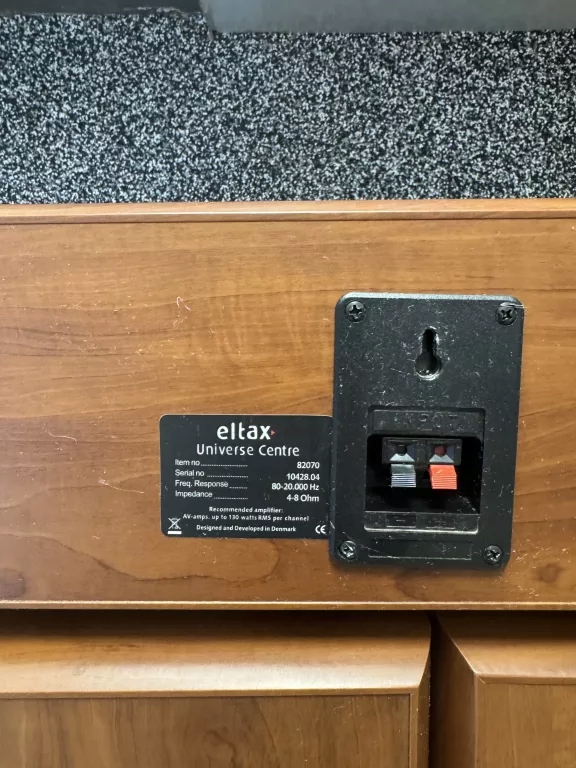 eltax
Universe Centre
Item no........................ 82070
Serial no ..................... 10428.04
Freq. Response........ 80-20.000 Hz
Impedance ................. 4-8 Ohm
Recommended amplifier:
AV-amps. up to 130 watts RMS per channel
Designed and Developed in Denmark
CE
INPUT